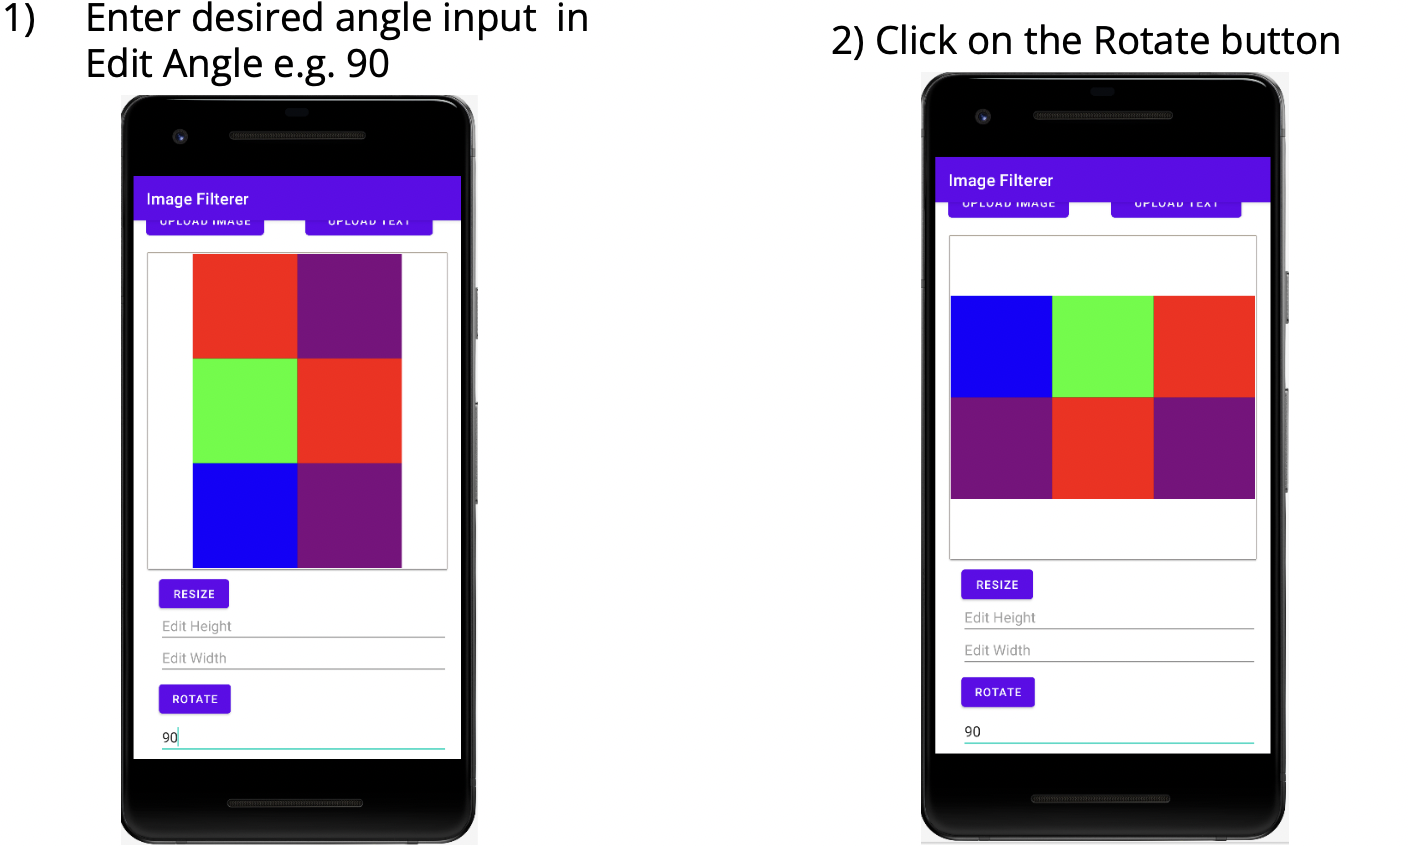 1) Enter desired angle input in
Edit Angle e.g. 90
Image Filterer
UPLOAD IMAGE UPLOAD TEXT
RESIZE
Edit Height
Edit Width
ROTATE
90
2) Click on the Rotate button
Image Filterer
UPLOAD IMAGE UPLOAD TEXT
RESIZE
Edit Height
Edit Width
ROTATE
90